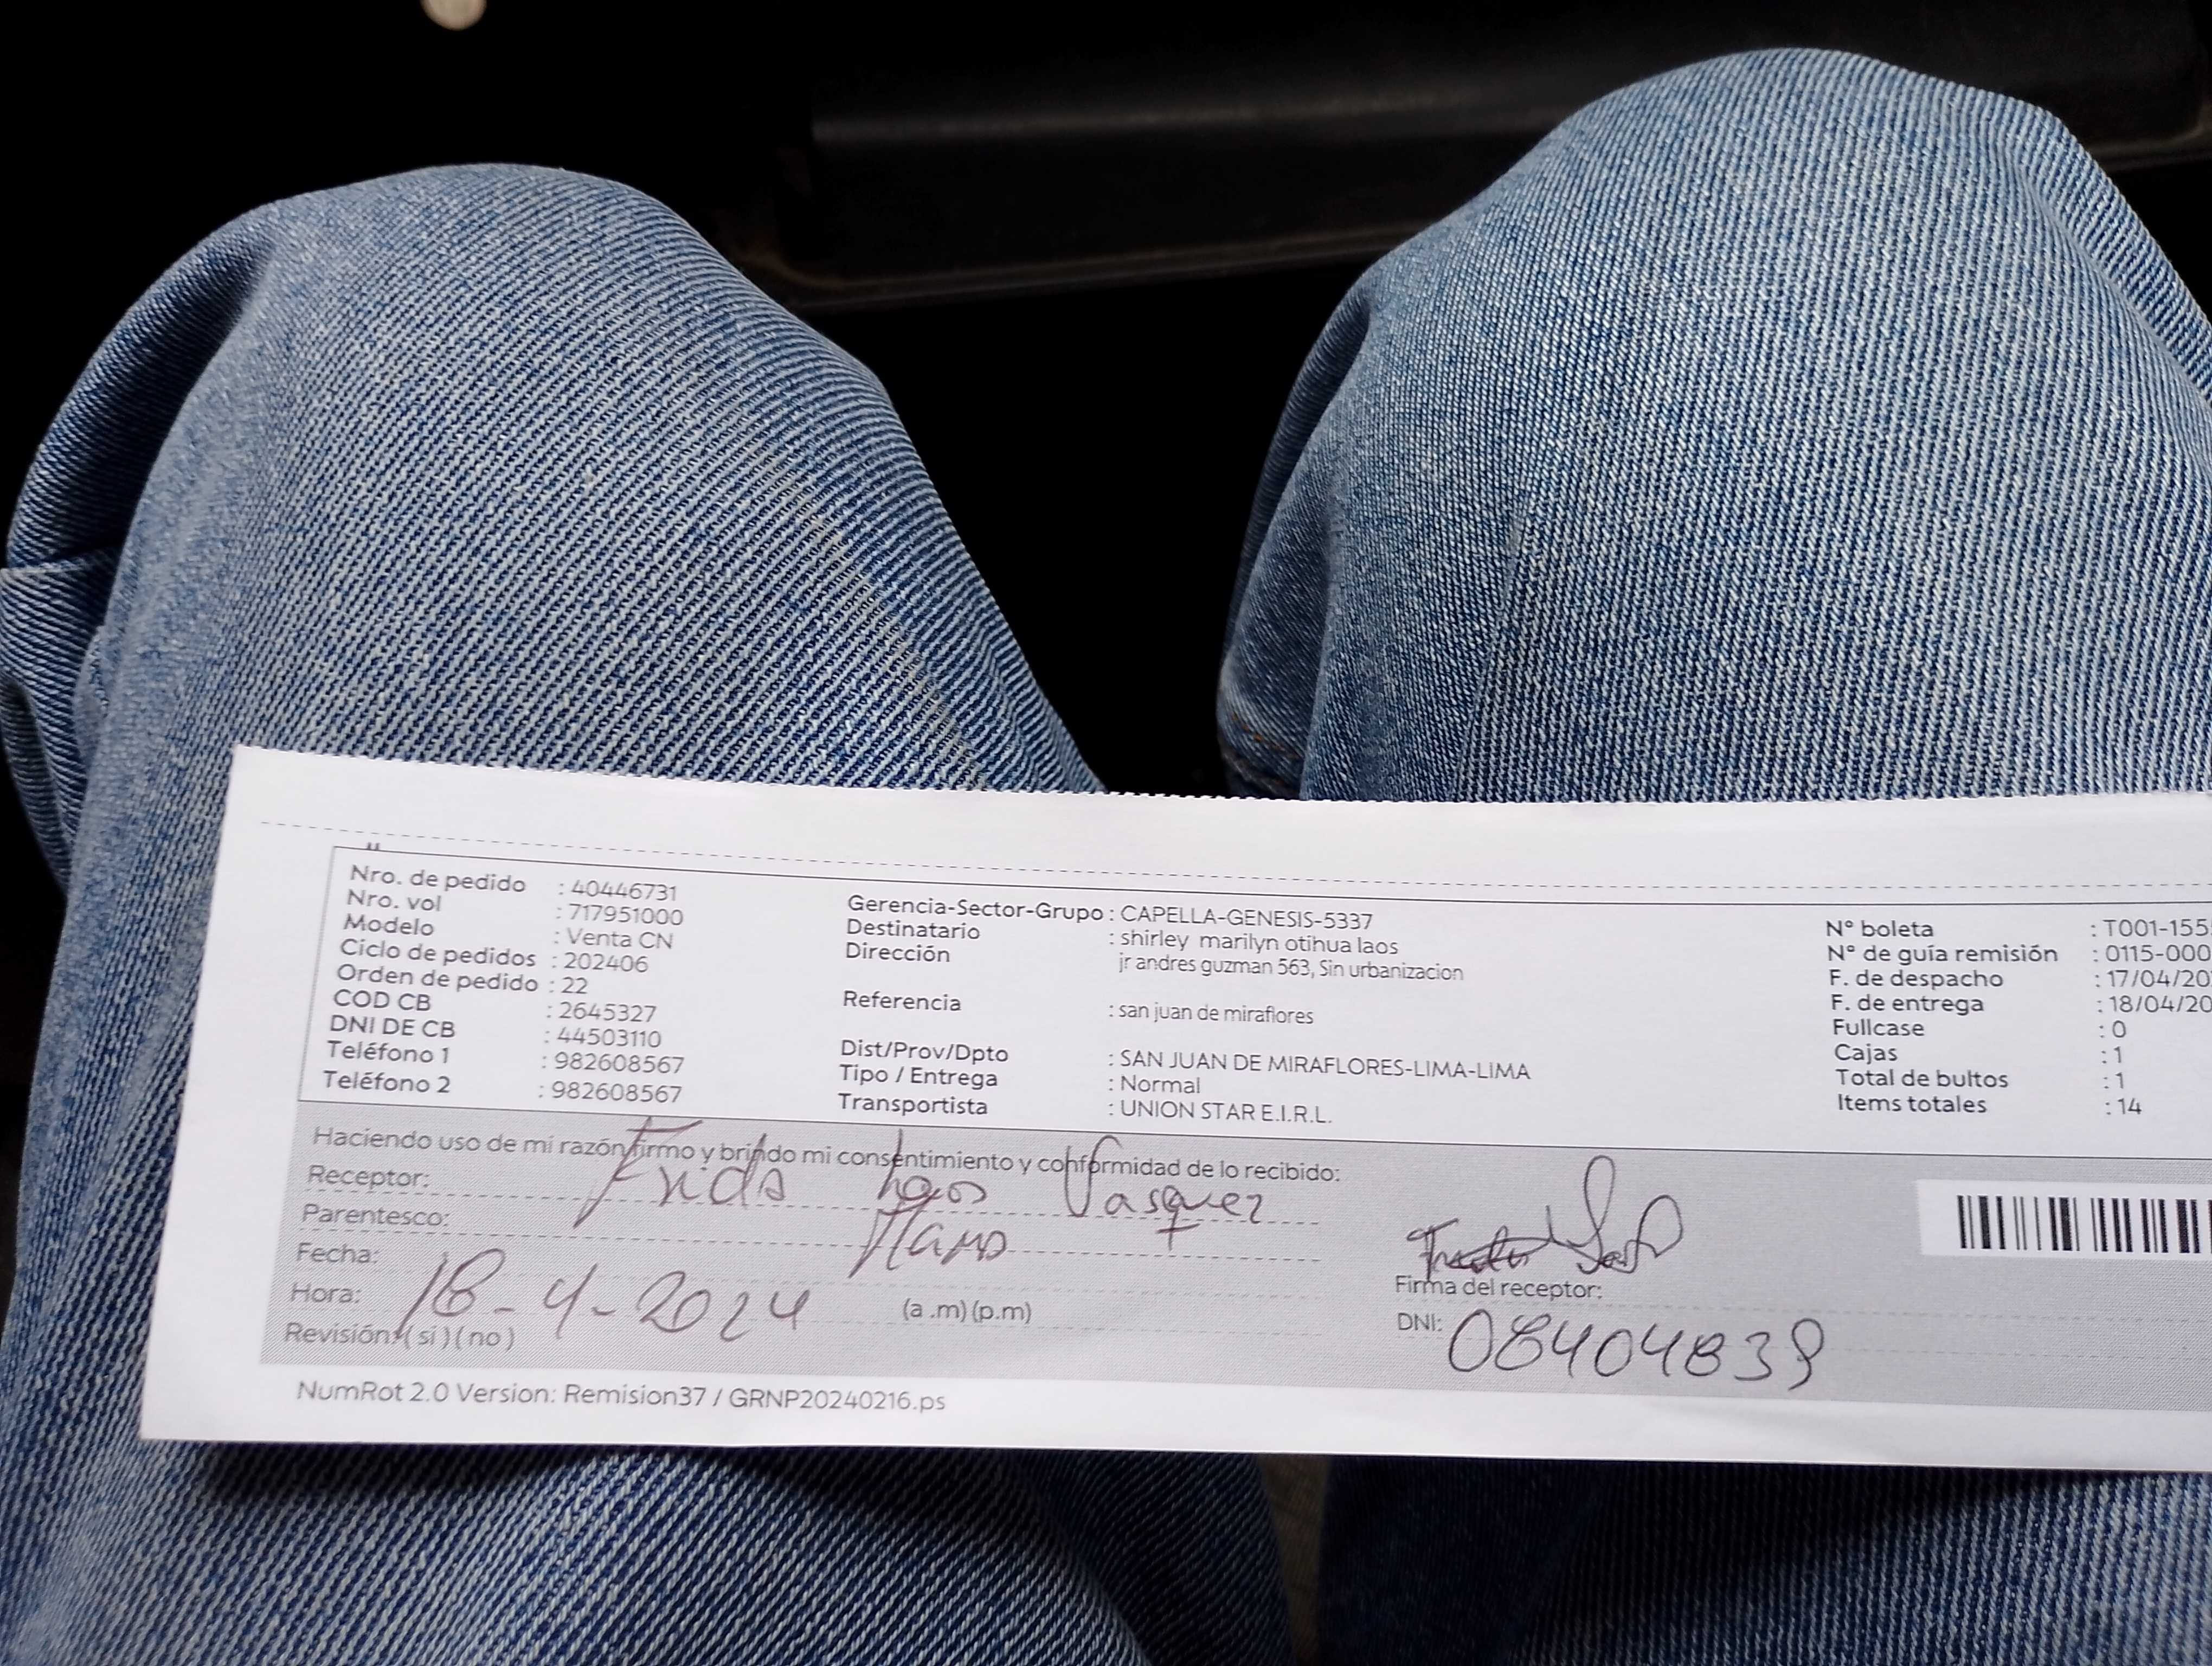 Nro. de pedido : 40446731
Nro. vol : 717951000
Modelo : Venta CN
Ciclo de pedidos : 202406
Orden de pedido : 22
COD CB : 2645327
DNI DE CB : 44503110
Teléfono 1 : 982608567
Teléfono 2 : 982608567
Gerencia-Sector-Grupo : CAPELLA-GENESIS-5337
Destinatario : shirley marilyn otihua laos
Dirección jr andres guzman 563, Sin urbanizacion
Referencia : san juan de miraflores
Dist/Prov/Dpto : SAN JUAN DE MIRAFLORES-LIMA-LIMA
Tipo / Entrega : Normal
Transportista : UNION STAR E.I.R.L.
N° boleta : T001-155
N° de guía remisión : 0115-000
F. de despacho : 17/04/20
F. de entrega : 18/04/20
Fullcase : 0
Cajas : 1
Total de bultos : 1
Items totales : 14
Haciendo uso de mi razón firmo y brindo mi consentimiento y conformidad de lo recibido:
Receptor: Frida Laos Vasquez
Parentesco:
Fecha: 18-4-2024
Hora: (a .m) (p.m)
Revisión: ( si ) ( no )
Firma del receptor:
DNI: 08404839
NumRot 2.0 Version: Remision37 / GRNP20240216.ps